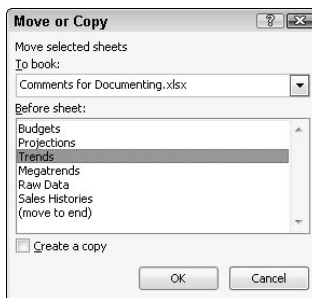 Move or Copy
Move selected sheets
To book:
Comments for Documenting.xlsx
Before sheet:
Budgets
Projections
Trends
Megatrends
Raw Data
Sales Histories
(move to end)
Create a copy
OK Cancel